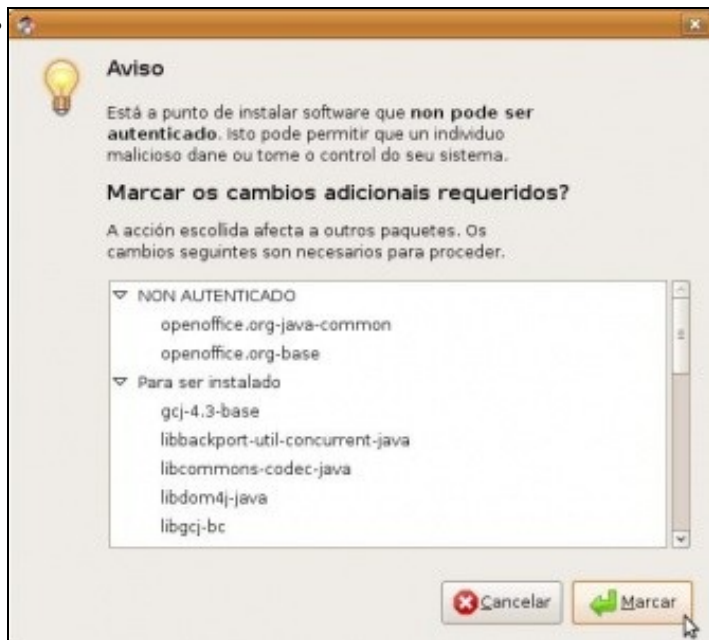 Aviso
Está a punto de instalar software que non pode ser
autenticado. Isto pode permitir que un individuo
malicioso dane ou tome o control do seu sistema.
Marcar os cambios adicionais requeridos?
A acción escollida afecta a outros paquetes. Os
cambios seguintes son necesarios para proceder.
NON AUTENTICADO
openoffice.org-java-common
openoffice.org-base
Para ser instalado
gcj-4.3-base
libbackport-util-concurrent-java
libcommons-codec-java
libdom4j-java
libgcj-bc
Cancelar
Marcar